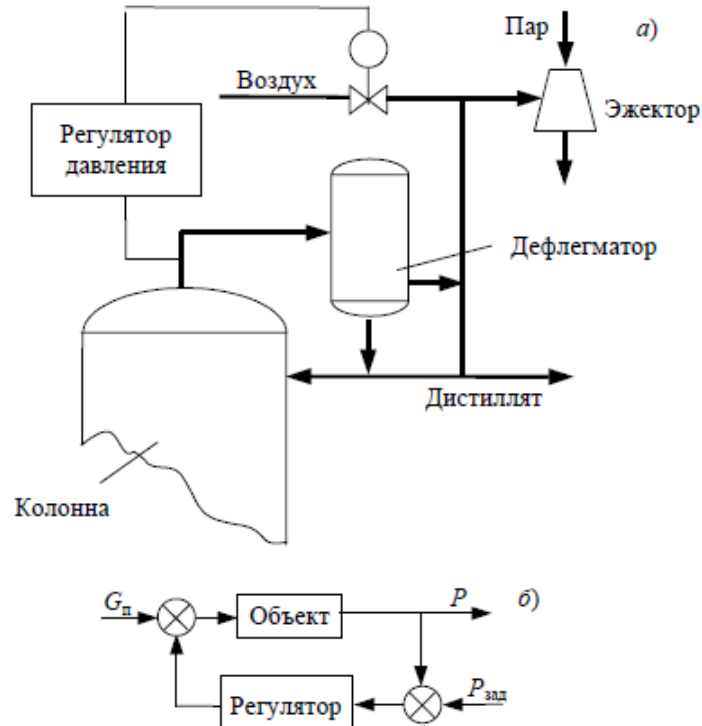 Пар
а)
Воздух
Эжектор
Регулятор
давления
Дефлегматор
Дистиллят
Колонна
Gп
Объект
P
б)
Регулятор
Pзад